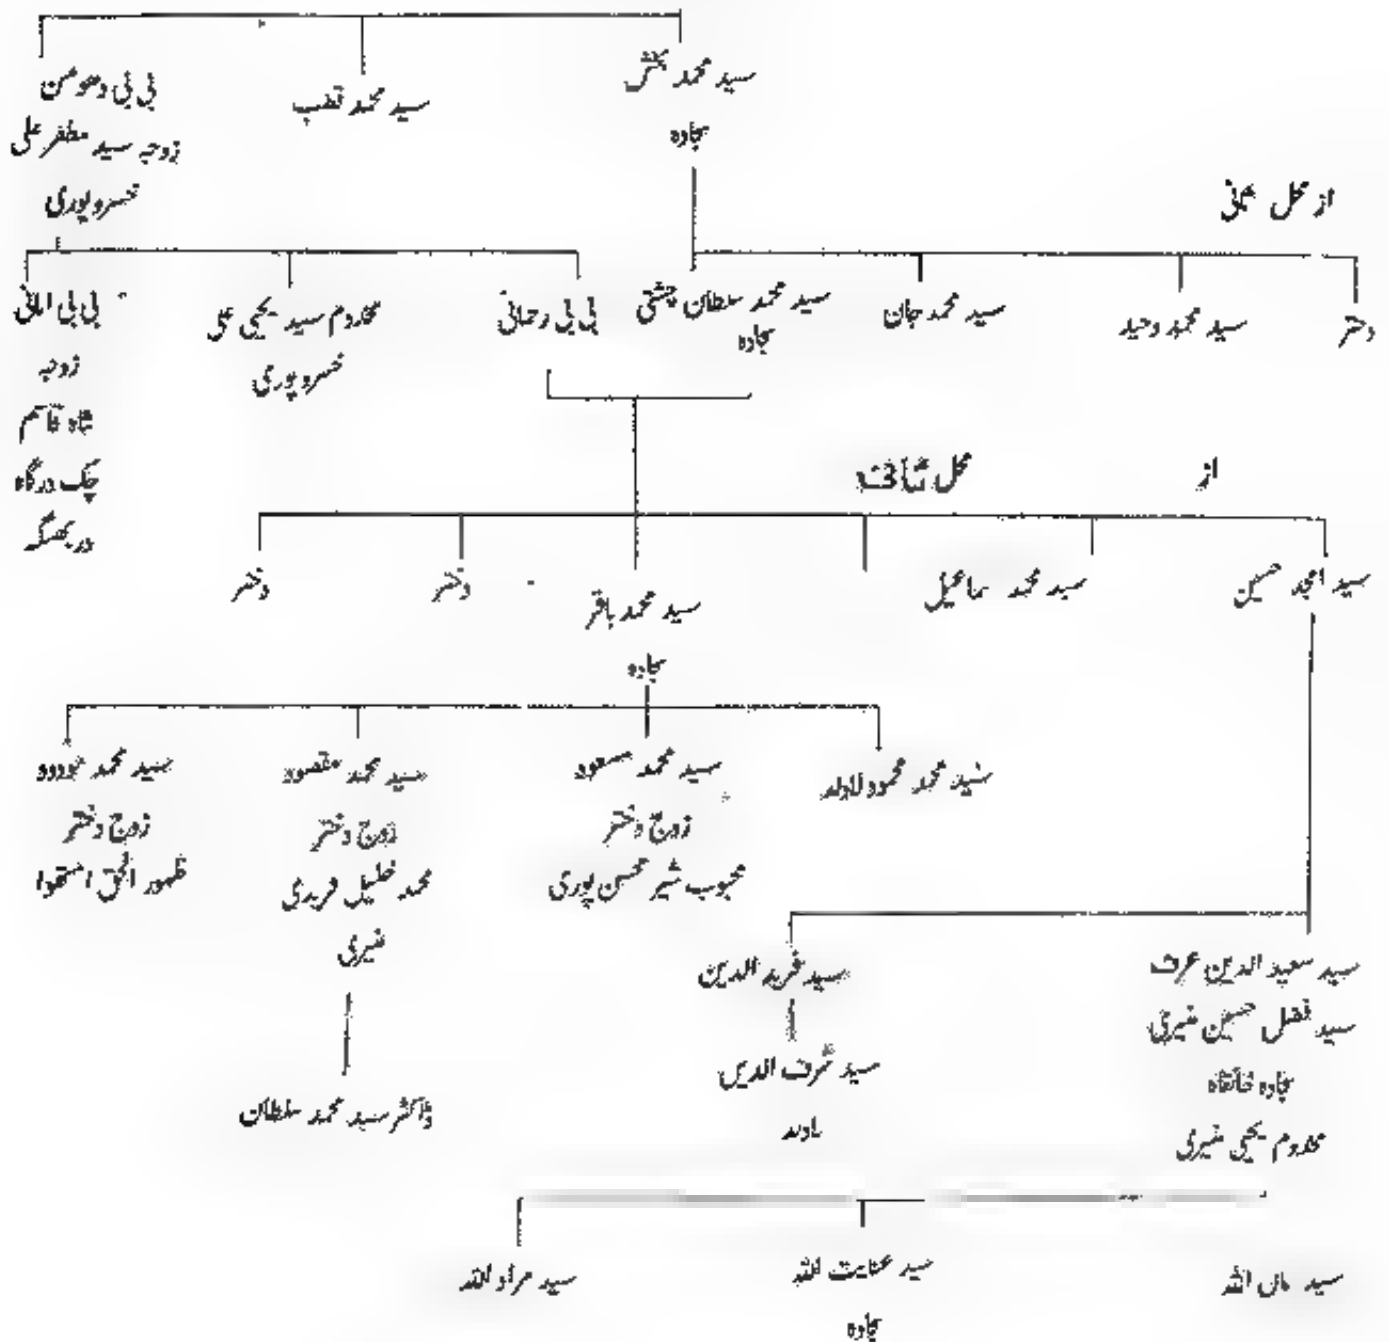 سید محمد بخش
سجادہ
سید محمد قطب
بی بی دھومن
زوجہ سید مظفر علی
خسروپوری
از محل ثانی
دختر
سید محمد وحید
سید محمد جان
سید محمد سلطان چشتی
سجادہ
بی بی رحمانی
مخدوم سید یحییٰ علی
خسروپوری
بی بی امانی
زوجہ
شاہ قاسم
چک درگاہ
دربھنگہ
از محل ثالث
سید امجد حسین
سید محمد اسماعیل
سید محمد باقر
سجادہ
دختر
دختر
سید محمد محمود لاولد
سید محمد مسعود
زوج دختر
محبوب شیر محسن پوری
سید محمد مقصود
زوج دختر
محمد خلیل فریدی
منیری
سید محمد مودود
زوج دختر
ظہور الحق استھوا
ڈاکٹر سید محمد سلطان
سید سعید الدین عرف
سید فضل حسین منیری
سجادہ خانقاہ
مخدوم یحییٰ منیری
سید فرید الدین
سید شرف الدین
لاولد
سید امان اللہ
سید عنایت اللہ
سجادہ
سید مراد اللہ